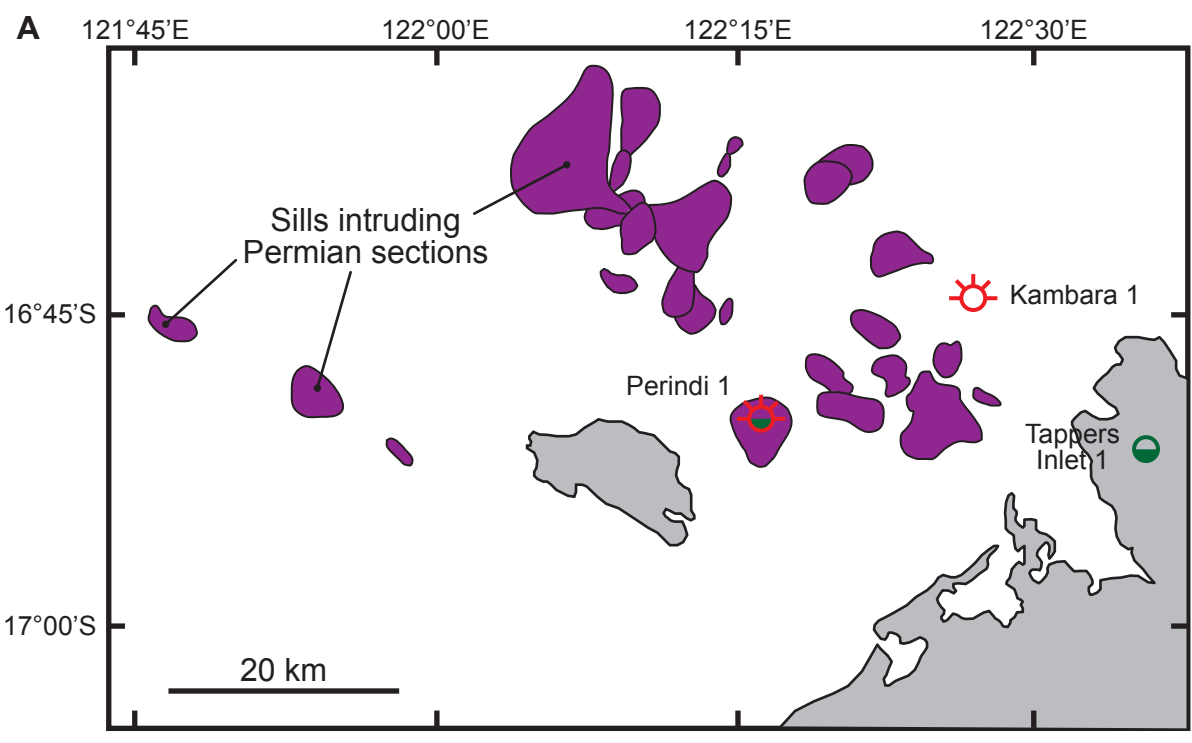 A
121°45'E
122°00'E
122°15'E
122°30'E
Sills intruding
Permian sections
16°45'S
Kambara 1
Perindi 1
Tappers
Inlet 1
17°00'S
20 km